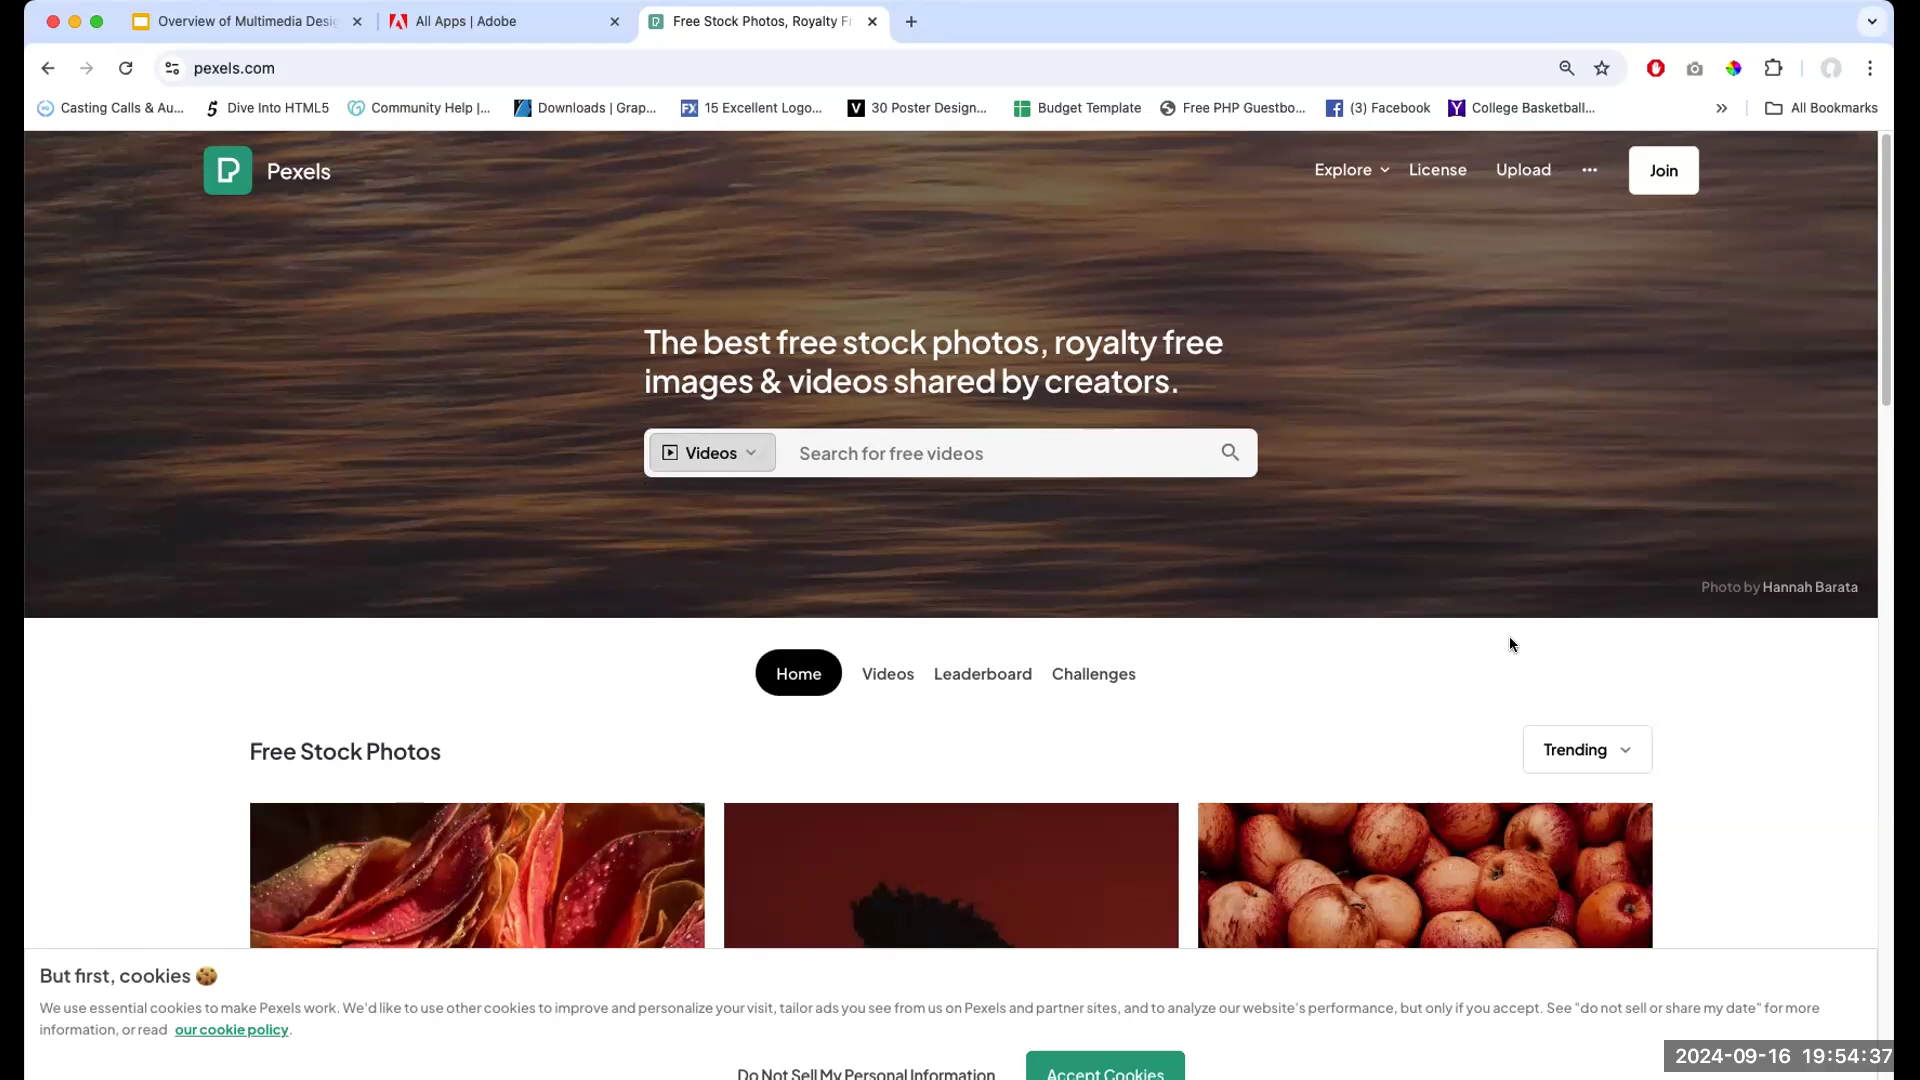 Overview of Multimedia Desi
All Apps | Adobe
Free Stock Photos, Royalty Fr
pexels.com
Casting Calls & Au...
Dive Into HTML5
Community Help |...
Downloads | Grap...
FX 15 Excellent Logo...
V 30 Poster Design...
Budget Template
Free PHP Guestbo...
(3) Facebook
Y College Basketball...
»
All Bookmarks
Pexels
Explore
License
Upload
Join
The best free stock photos, royalty free
images & videos shared by creators.
Videos
Search for free videos
Photo by Hannah Barata
Home
Videos
Leaderboard
Challenges
Free Stock Photos
Trending
But first, cookies 🍪
We use essential cookies to make Pexels work. We'd like to use other cookies to improve and personalize your visit, tailor ads you see from us on Pexels and partner sites, and to analyze our website's performance, but only if you accept. See "do not sell or share my date" for more
information, or read our cookie policy.
Do Not Sell My Personal Information
Accept Cookies
2024-09-16 19:54:37